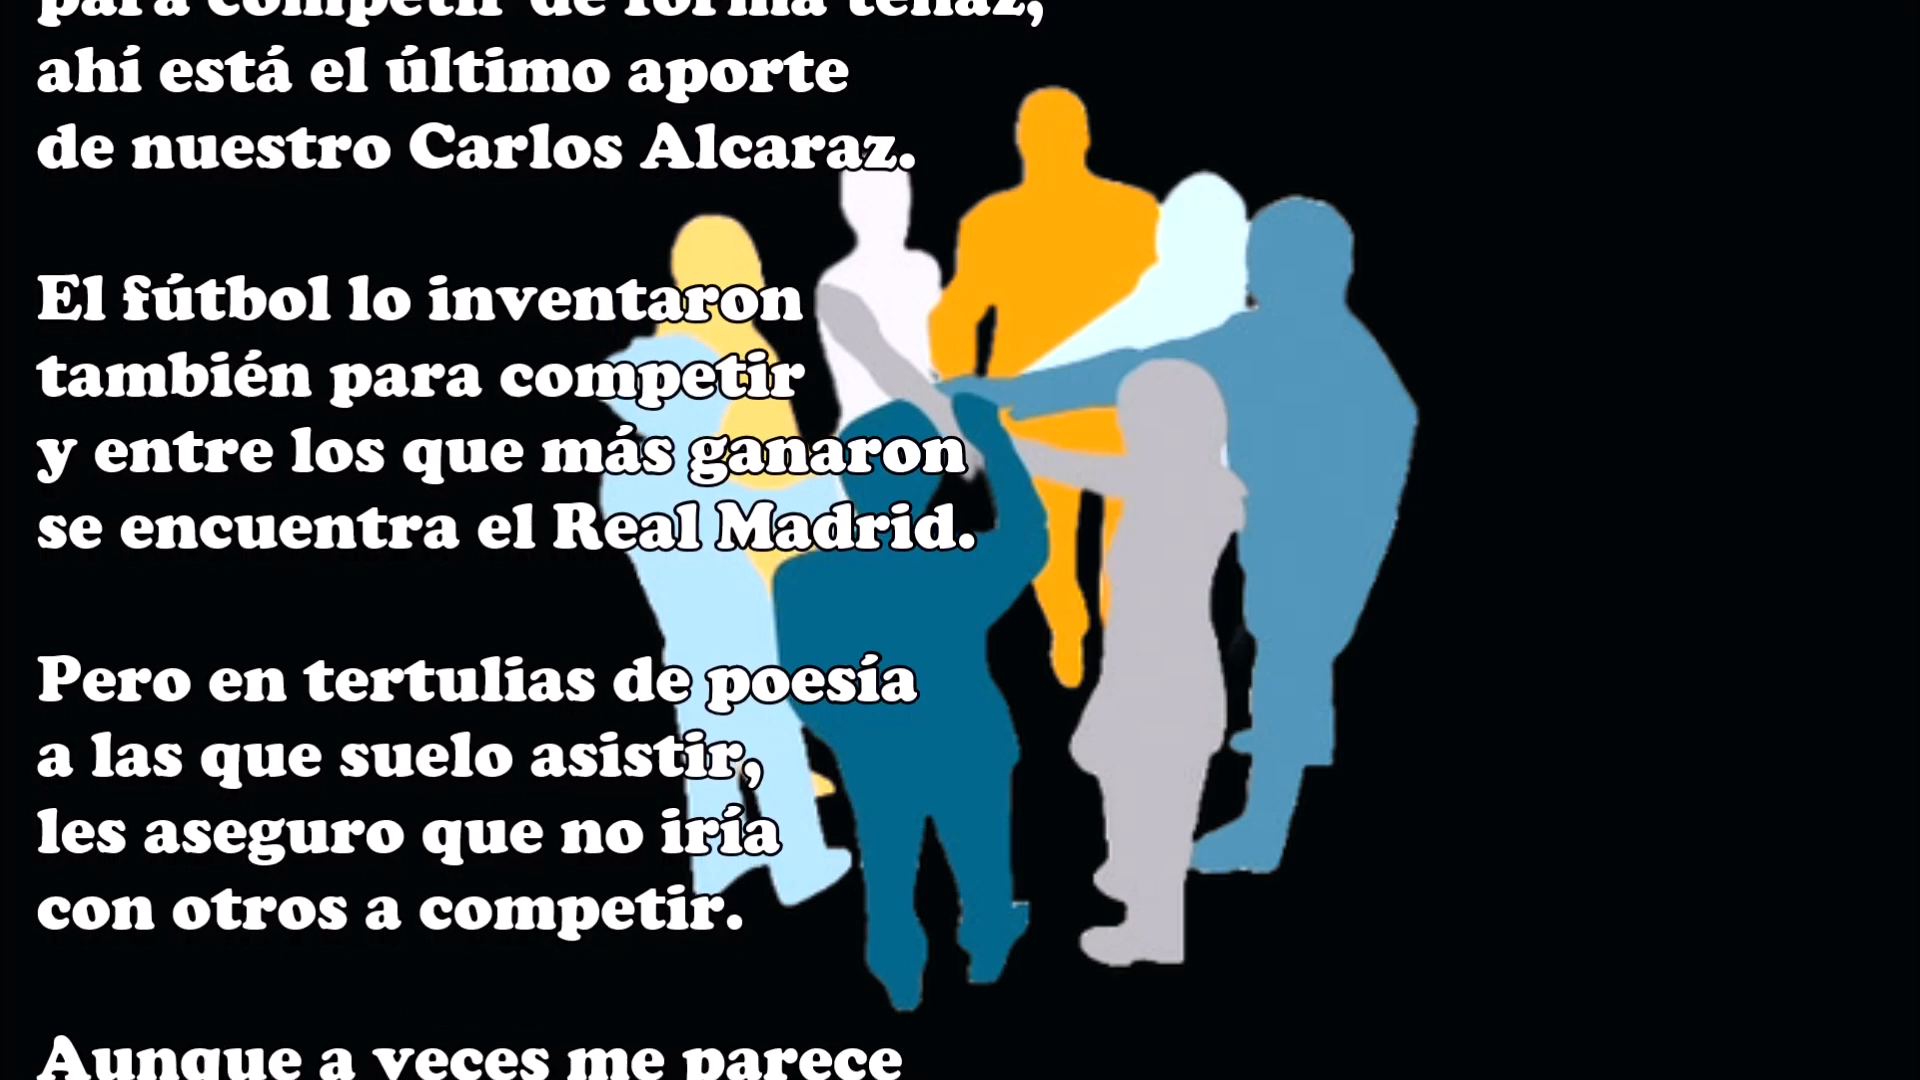 para competir de forma tenaz,
ahí está el último aporte
de nuestro Carlos Alcaraz.
El fútbol lo inventaron
también para competir
y entre los que más ganaron
se encuentra el Real Madrid.
Pero en tertulias de poesía
a las que suelo asistir,
les aseguro que no iría
con otros a competir.
Aunque a veces me parece